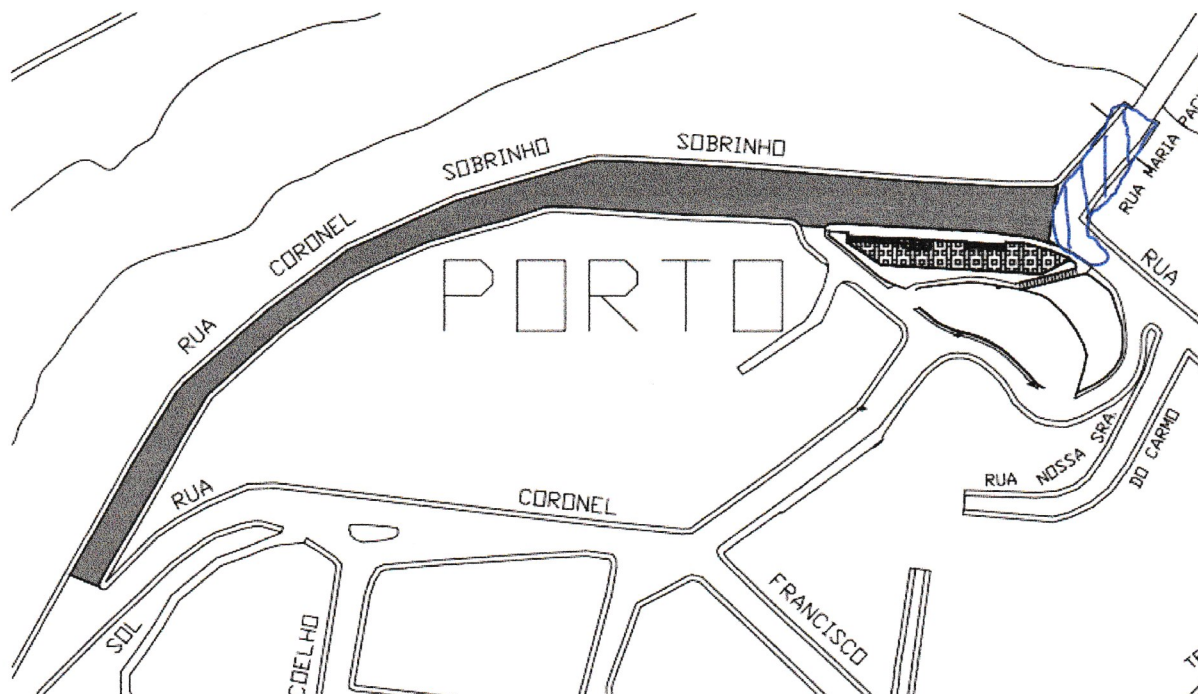 SOBRINHO
SOBRINHO
CORONEL
RUA
PORTO
RUA MARIA
RUA
RUA
CORONEL
RUA NOSSA SRA.
DO CARMO
SOL
COELHO
FRANCISCO